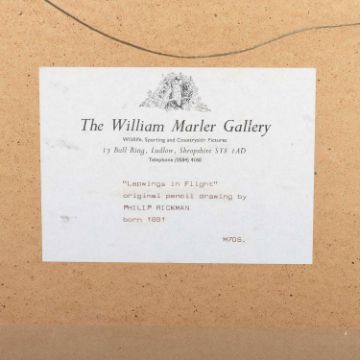 The William Marler Gallery
Wildlife, Sporting and Countryside Pictures
15 Bull Ring, Ludlow, Shropshire SY8 1AD
Telephone (0584) 4160
"Lapwings in Flight"
original pencil drawing by
PHILIP RICKMAN
born 1891
M705.